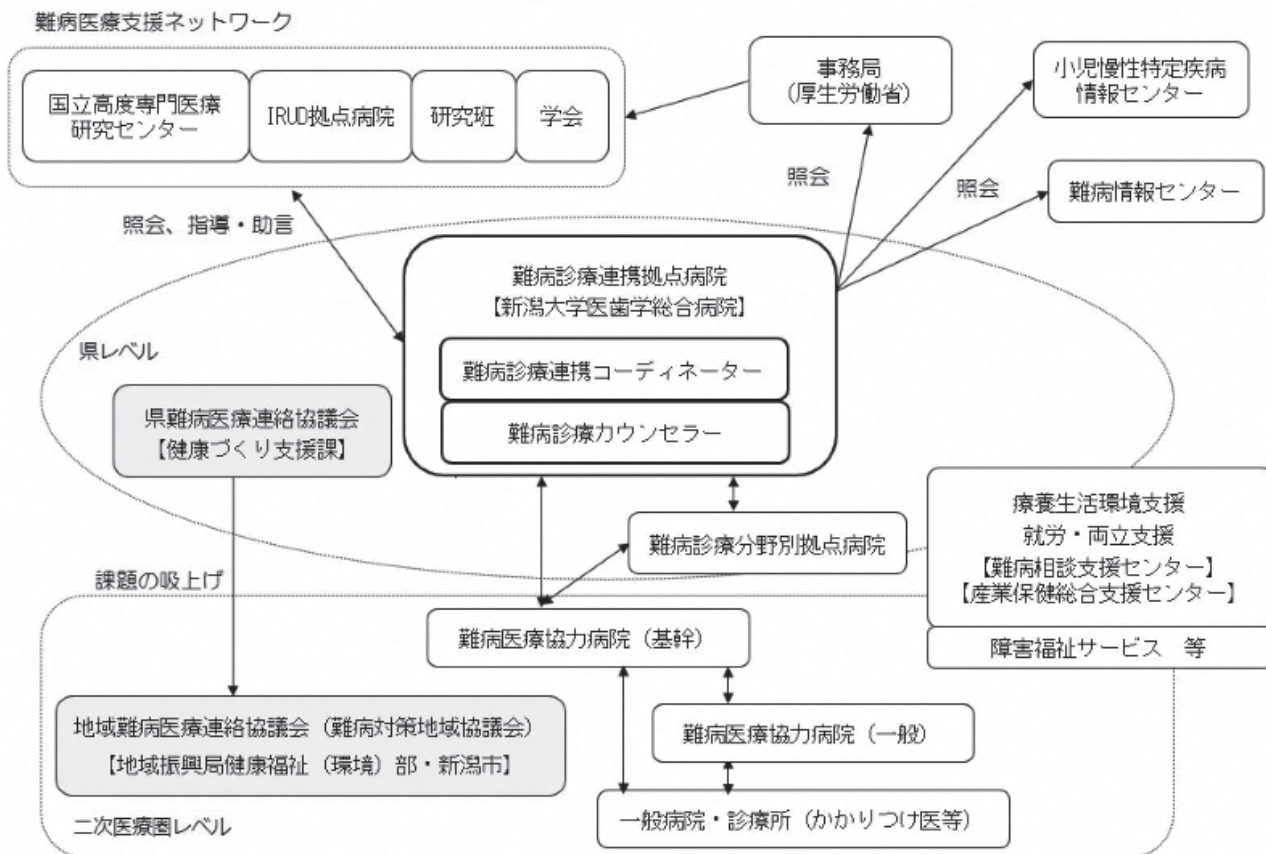 難病医療支援ネットワーク
国立高度専門医療
研究センター
IRUD拠点病院
研究班
学会
事務局
(厚生労働省)
小児慢性特定疾病
情報センター
照会
照会
難病情報センター
照会、指導・助言
難病診療連携拠点病院
【新潟大学医歯学総合病院】
難病診療連携コーディネーター
難病診療カウンセラー
県レベル
県難病医療連絡協議会
【健康づくり支援課】
難病診療分野別拠点病院
療養生活環境支援
就労・両立支援
【難病相談支援センター】
【産業保健総合支援センター】
障害福祉サービス 等
課題の吸上げ
難病医療協力病院(基幹)
地域難病医療連絡協議会(難病対策地域協議会)
【地域振興局健康福祉(環境)部・新潟市】
難病医療協力病院(一般)
一般病院・診療所(かかりつけ医等)
二次医療圏レベル